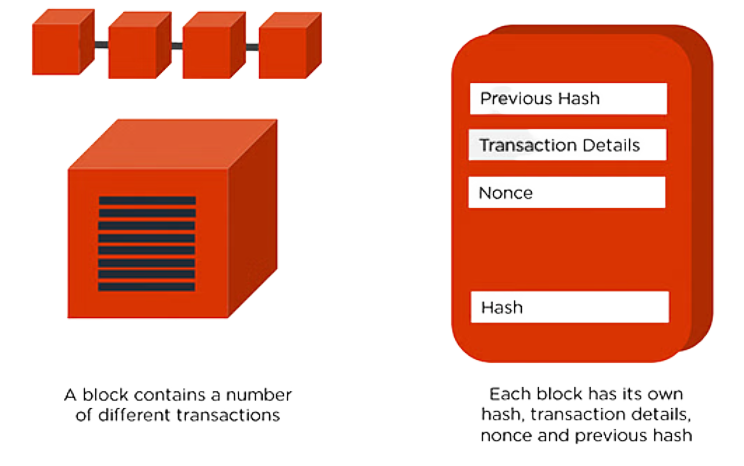 Previous Hash
Transaction Details
Nonce
Hash
A block contains a number
of different transactions
Each block has its own
hash, transaction details,
nonce and previous hash